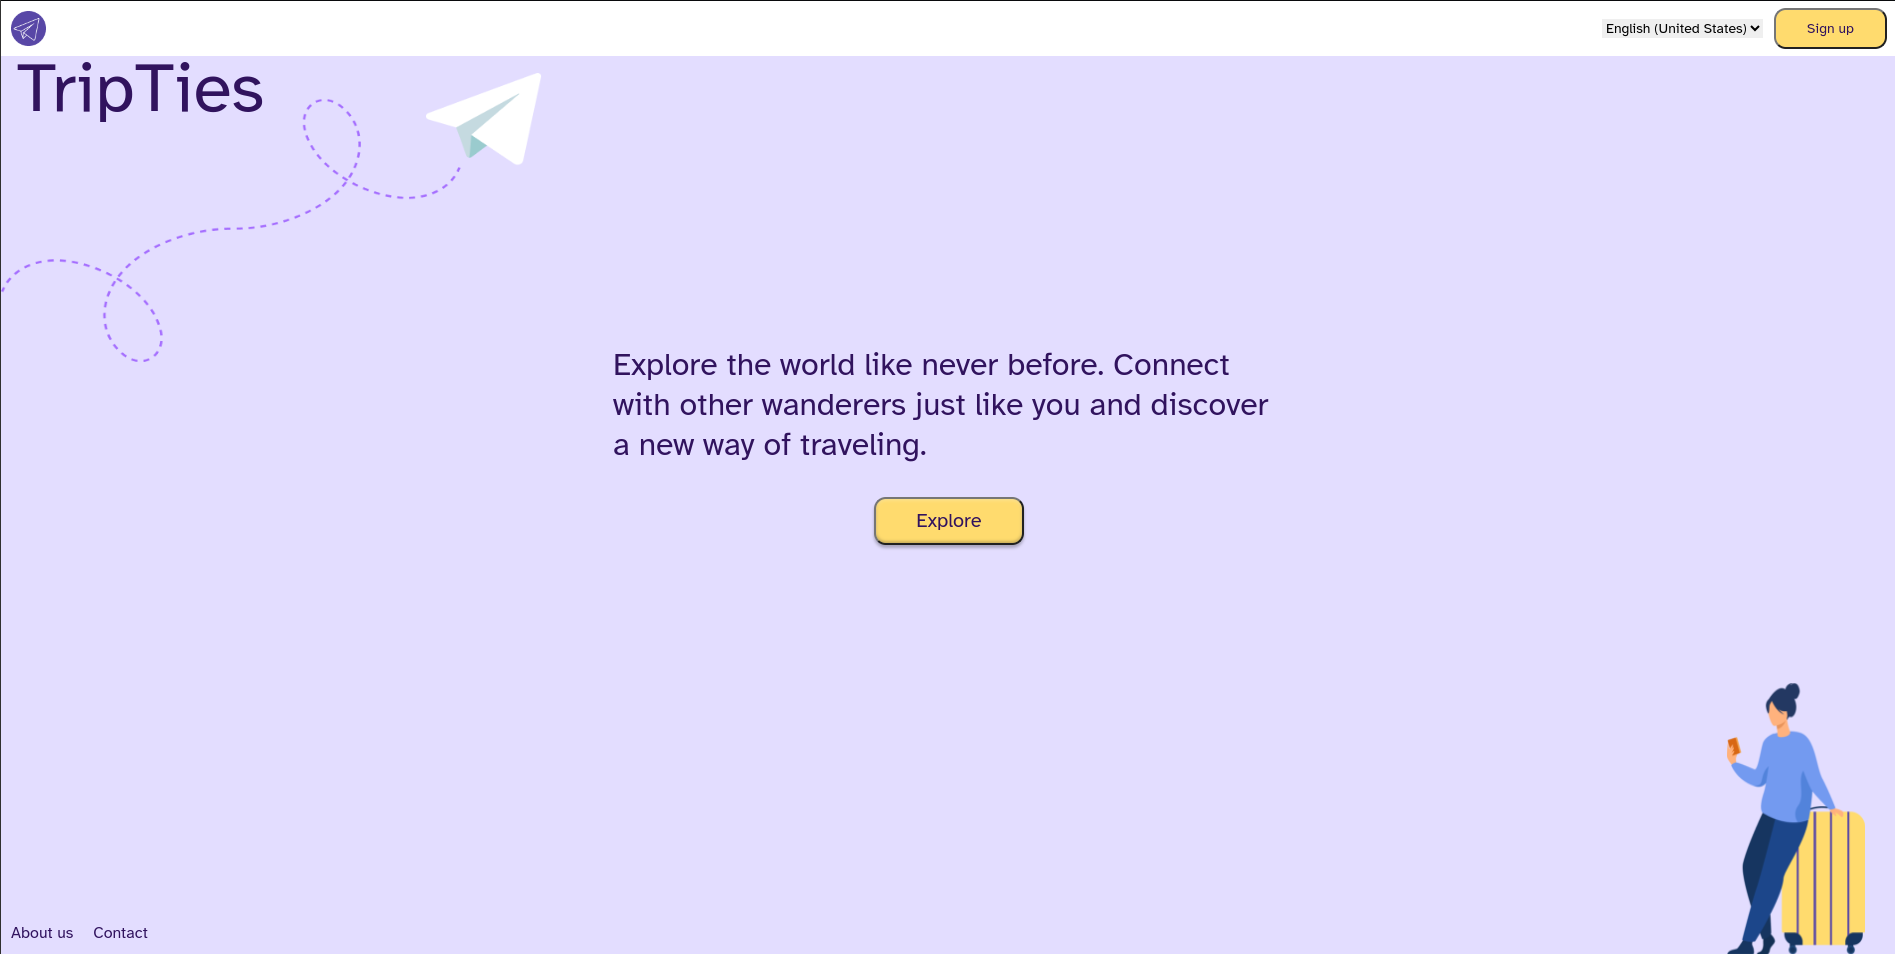 English (United States)
Sign up
TripTies
Explore the world like never before. Connect
with other wanderers just like you and discover
a new way of traveling.
Explore
About us
Contact